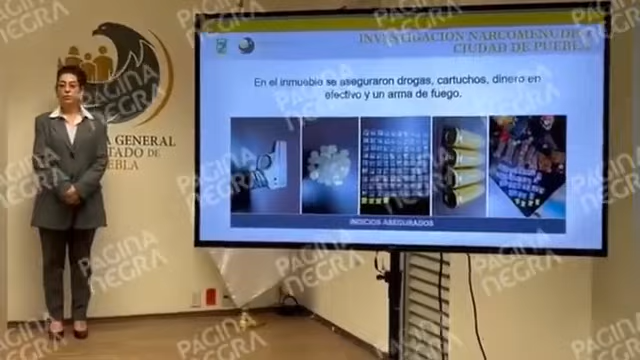 INVESTIGACIÓN NARCOMENUDEO
CIUDAD DE PUEBLA
En el inmueble se aseguraron drogas, cartuchos, dinero en
efectivo y un arma de fuego.
INDICIOS ASEGURADOS
GENERAL
ESTADO DE
PUEBLA
PÁGINA
NEGRA